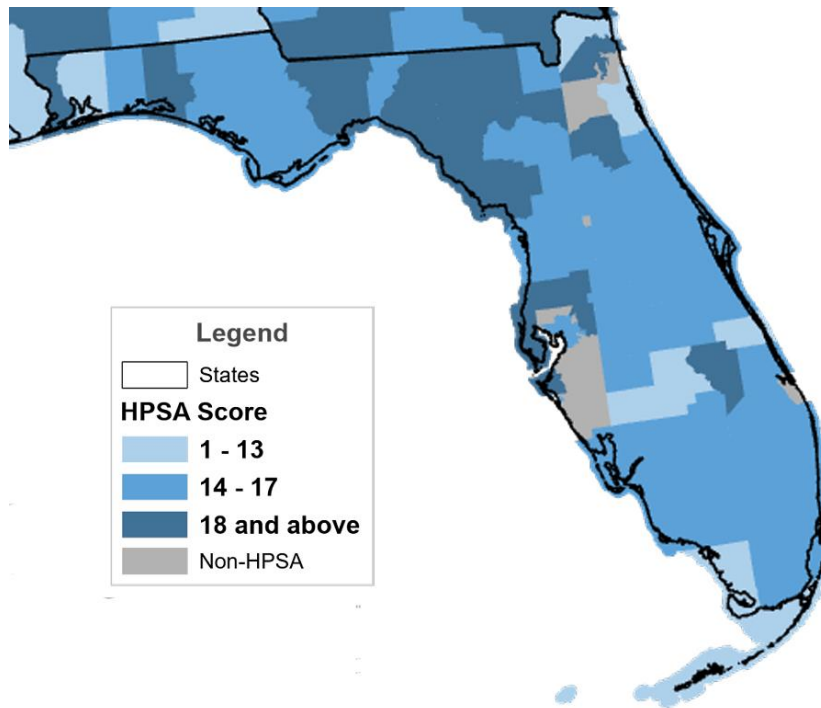 Legend
States
HPSA Score
1 - 13
14 - 17
18 and above
Non-HPSA